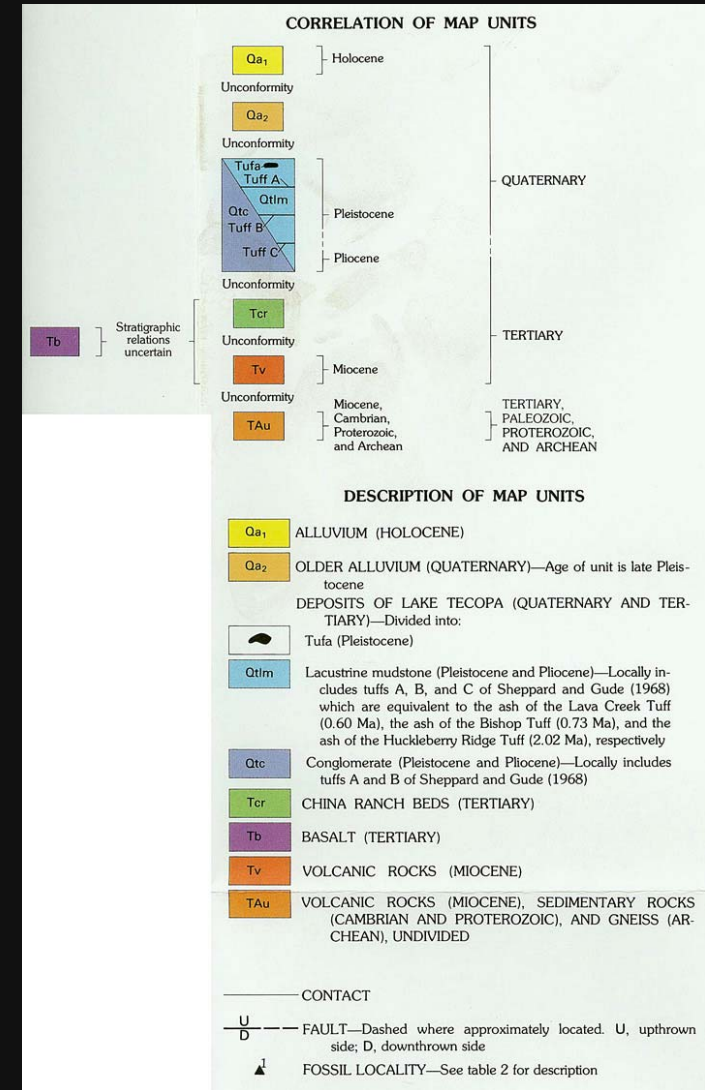 CORRELATION OF MAP UNITS
Qa₁
Holocene
Unconformity
Qa₂
Unconformity
Tufa
Tuff A
Qtlm
Qtc
Tuff B
Tuff C
Pleistocene
Pliocene
QUATERNARY
Unconformity
Tcr
Tb
Stratigraphic
relations
uncertain
Unconformity
TERTIARY
Tv
Miocene
Unconformity
TAu
Miocene,
Cambrian,
Proterozoic,
and Archean
TERTIARY,
PALEOZOIC,
PROTEROZOIC,
AND ARCHEAN
DESCRIPTION OF MAP UNITS
Qa₁ ALLUVIUM (HOLOCENE)
Qa₂ OLDER ALLUVIUM (QUATERNARY)—Age of unit is late Pleis-
tocene
DEPOSITS OF LAKE TECOPA (QUATERNARY AND TER-
TIARY)—Divided into:
Tufa (Pleistocene)
Qtlm Lacustrine mudstone (Pleistocene and Pliocene)—Locally in-
cludes tuffs A, B, and C of Sheppard and Gude (1968)
which are equivalent to the ash of the Lava Creek Tuff
(0.60 Ma), the ash of the Bishop Tuff (0.73 Ma), and the
ash of the Huckleberry Ridge Tuff (2.02 Ma), respectively
Qtc Conglomerate (Pleistocene and Pliocene)—Locally includes
tuffs A and B of Sheppard and Gude (1968)
Tcr CHINA RANCH BEDS (TERTIARY)
Tb BASALT (TERTIARY)
Tv VOLCANIC ROCKS (MIOCENE)
TAu VOLCANIC ROCKS (MIOCENE), SEDIMENTARY ROCKS
(CAMBRIAN AND PROTEROZOIC), AND GNEISS (AR-
CHEAN), UNDIVIDED
CONTACT
U
D
FAULT—Dashed where approximately located. U, upthrown
side; D, downthrown side
1
FOSSIL LOCALITY—See table 2 for description